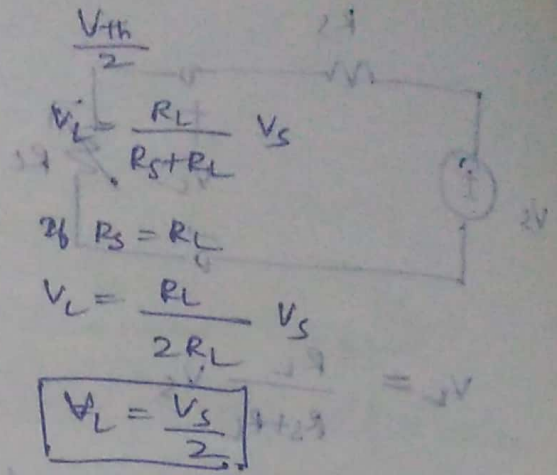 Vth/2
VL = RL/(RS+RL) VS
If RS = RL
VL = RL/(2RL) VS
VL = VS/2